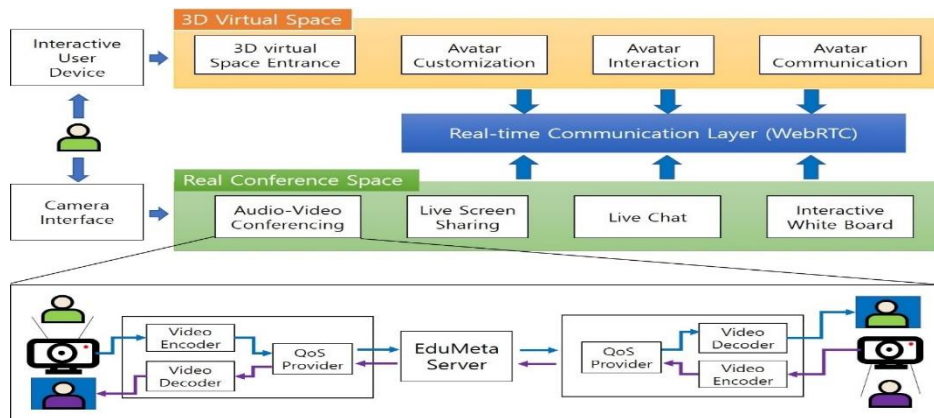 3D Virtual Space
Interactive
User
Device
3D virtual
Space Entrance
Avatar
Customization
Avatar
Interaction
Avatar
Communication
Real-time Communication Layer (WebRTC)
Real Conference Space
Camera
Interface
Audio-Video
Conferencing
Live Screen
Sharing
Live Chat
Interactive
White Board
Video
Encoder
Video
Decoder
QoS
Provider
EduMeta
Server
QoS
Provider
Video
Decoder
Video
Encoder